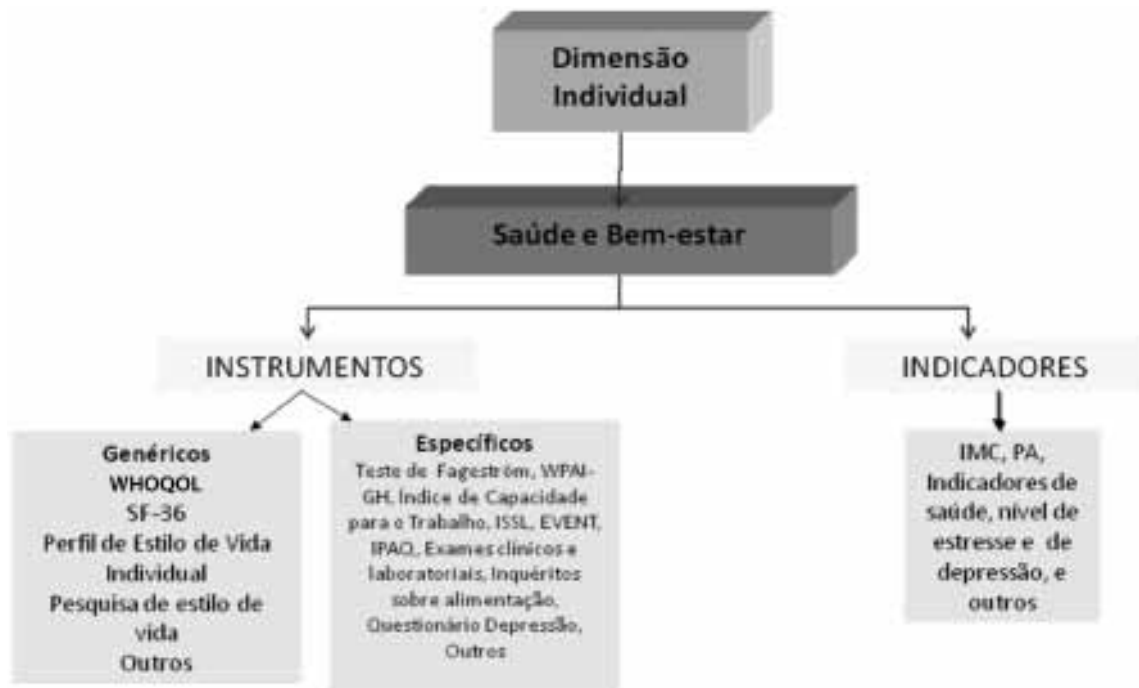 Dimensão
Individual
Saúde e Bem-estar
INSTRUMENTOS
INDICADORES
Genéricos
WHOQOL
SF-36
Perfil de Estilo de Vida
Individual
Pesquisa de estilo de
vida
Outros
Específicos
Teste de Fageström, WPAI-
GH, Índice de Capacidade
para o Trabalho, ISSL, EVENT,
IPAQ, Exames clínicos e
laboratoriais, Inquéritos
sobre alimentação,
Questionário Depressão,
Outros
IMC, PA,
Indicadores de
saúde, nível de
estresse e de
depressão, e
outros